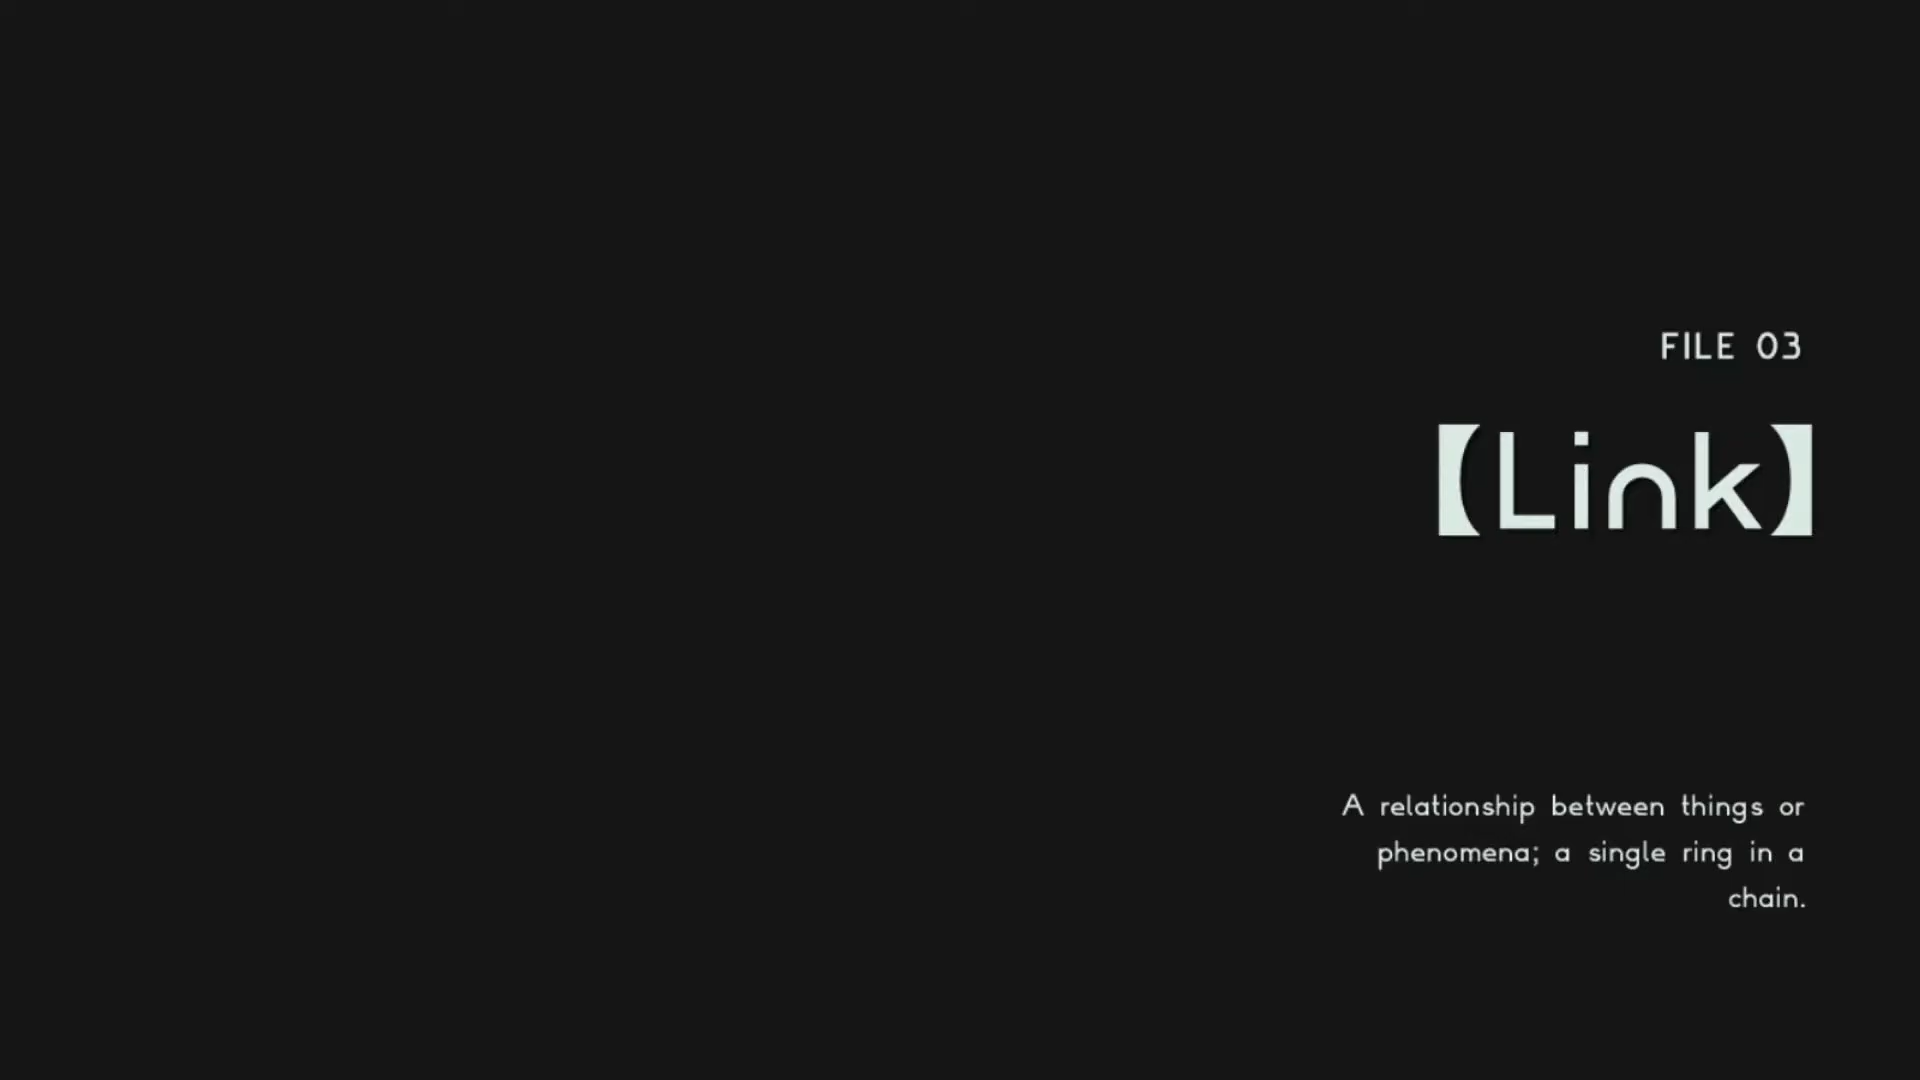 FILE 03
【Link】
A relationship between things or
phenomena; a single ring in a
chain.